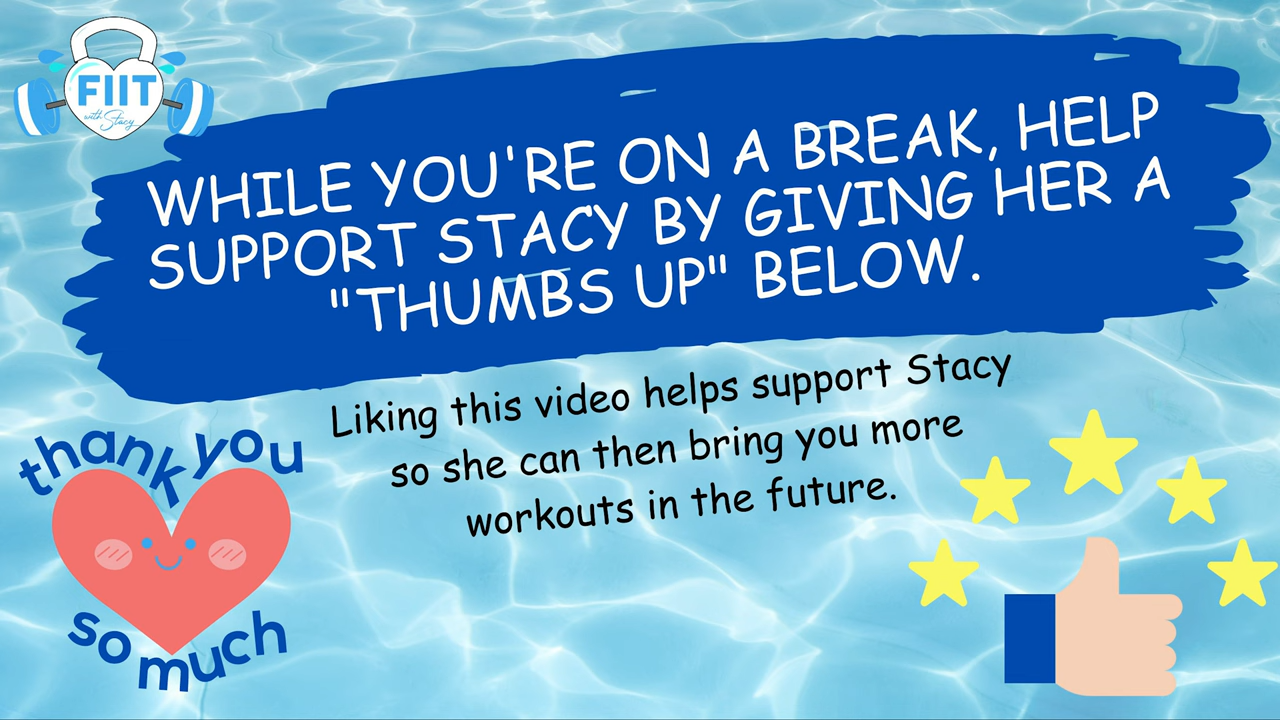 FIIT
with Stacy
WHILE YOU'RE ON A BREAK, HELP
SUPPORT STACY BY GIVING HER A
"THUMBS UP" BELOW.
Liking this video helps support Stacy
so she can then bring you more
workouts in the future.
thank you
so much